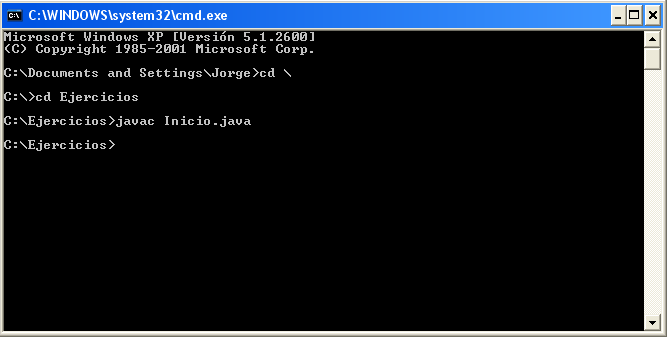 C:\WINDOWS\system32\cmd.exe
Microsoft Windows XP [Versión 5.1.2600]
(C) Copyright 1985-2001 Microsoft Corp.
C:\Documents and Settings\Jorge>cd \
C:\>cd Ejercicios
C:\Ejercicios>javac Inicio.java
C:\Ejercicios>